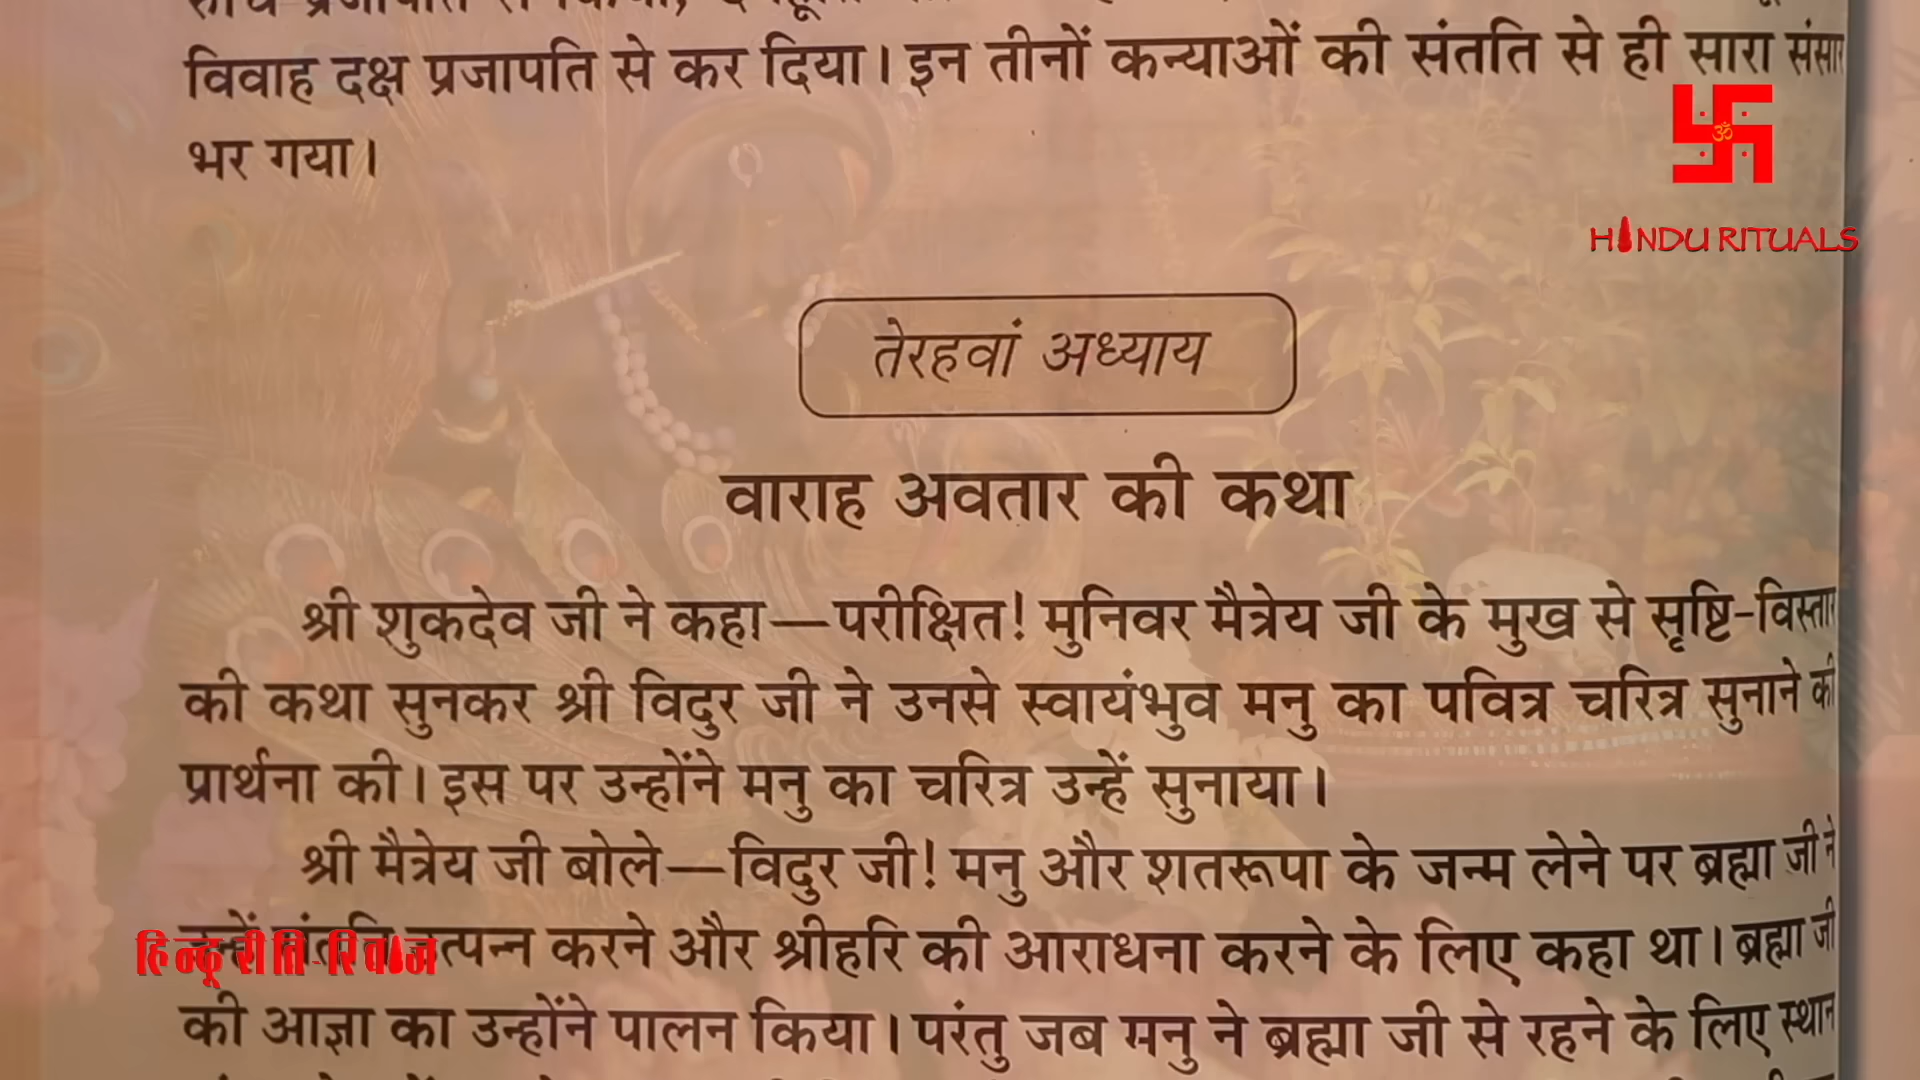 विवाह दक्ष प्रजापति से कर दिया। इन तीनों कन्याओं की संतति से ही सारा संसार
भर गया।
ॐ
HINDU RITUALS
तेरहवां अध्याय
वाराह अवतार की कथा
श्री शुकदेव जी ने कहा—परीक्षित! मुनिवर मैत्रेय जी के मुख से सृष्टि-विस्तार
की कथा सुनकर श्री विदुर जी ने उनसे स्वायंभुव मनु का पवित्र चरित्र सुनाने की
प्रार्थना की। इस पर उन्होंने मनु का चरित्र उन्हें सुनाया।
श्री मैत्रेय जी बोले—विदुर जी! मनु और शतरूपा के जन्म लेने पर ब्रह्मा जी ने
उत्पन्न करने और श्रीहरि की आराधना करने के लिए कहा था। ब्रह्मा जी
हिन्दू रीति-रिवाज
की आज्ञा का उन्होंने पालन किया। परंतु जब मनु ने ब्रह्मा जी से रहने के लिए स्थान